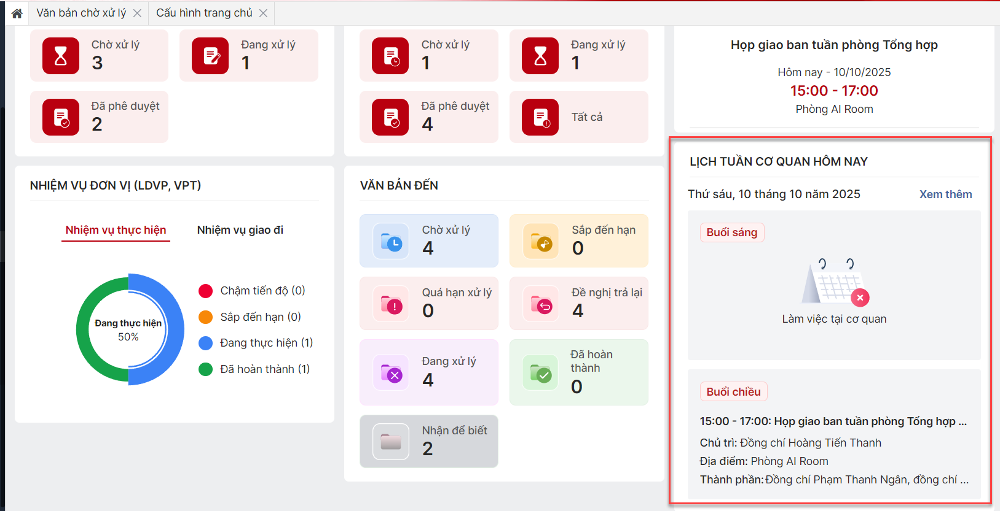 Văn bản chờ xử lý
Cấu hình trang chủ
Chờ xử lý
3
Đang xử lý
1
Đã phê duyệt
2
Chờ xử lý
1
Đang xử lý
1
Đã phê duyệt
4
Tất cả
Họp giao ban tuần phòng Tổng hợp
Hôm nay - 10/10/2025
15:00 - 17:00
Phòng AI Room
NHIỆM VỤ ĐƠN VỊ (LDVP, VPT)
Nhiệm vụ thực hiện
Nhiệm vụ giao đi
Đang thực hiện
50%
Chậm tiến độ (0)
Sắp đến hạn (0)
Đang thực hiện (1)
Đã hoàn thành (1)
VĂN BẢN ĐẾN
Chờ xử lý
4
Sắp đến hạn
0
Quá hạn xử lý
0
Đề nghị trả lại
4
Đang xử lý
4
Đã hoàn
thành
0
Nhận để biết
2
LỊCH TUẦN CƠ QUAN HÔM NAY
Thứ sáu, 10 tháng 10 năm 2025
Xem thêm
Buổi sáng
Làm việc tại cơ quan
Buổi chiều
15:00 - 17:00: Họp giao ban tuần phòng Tổng hợp ...
Chủ trì: Đồng chí Hoàng Tiến Thanh
Địa điểm: Phòng AI Room
Thành phần: Đồng chí Phạm Thanh Ngân, đồng chí ...